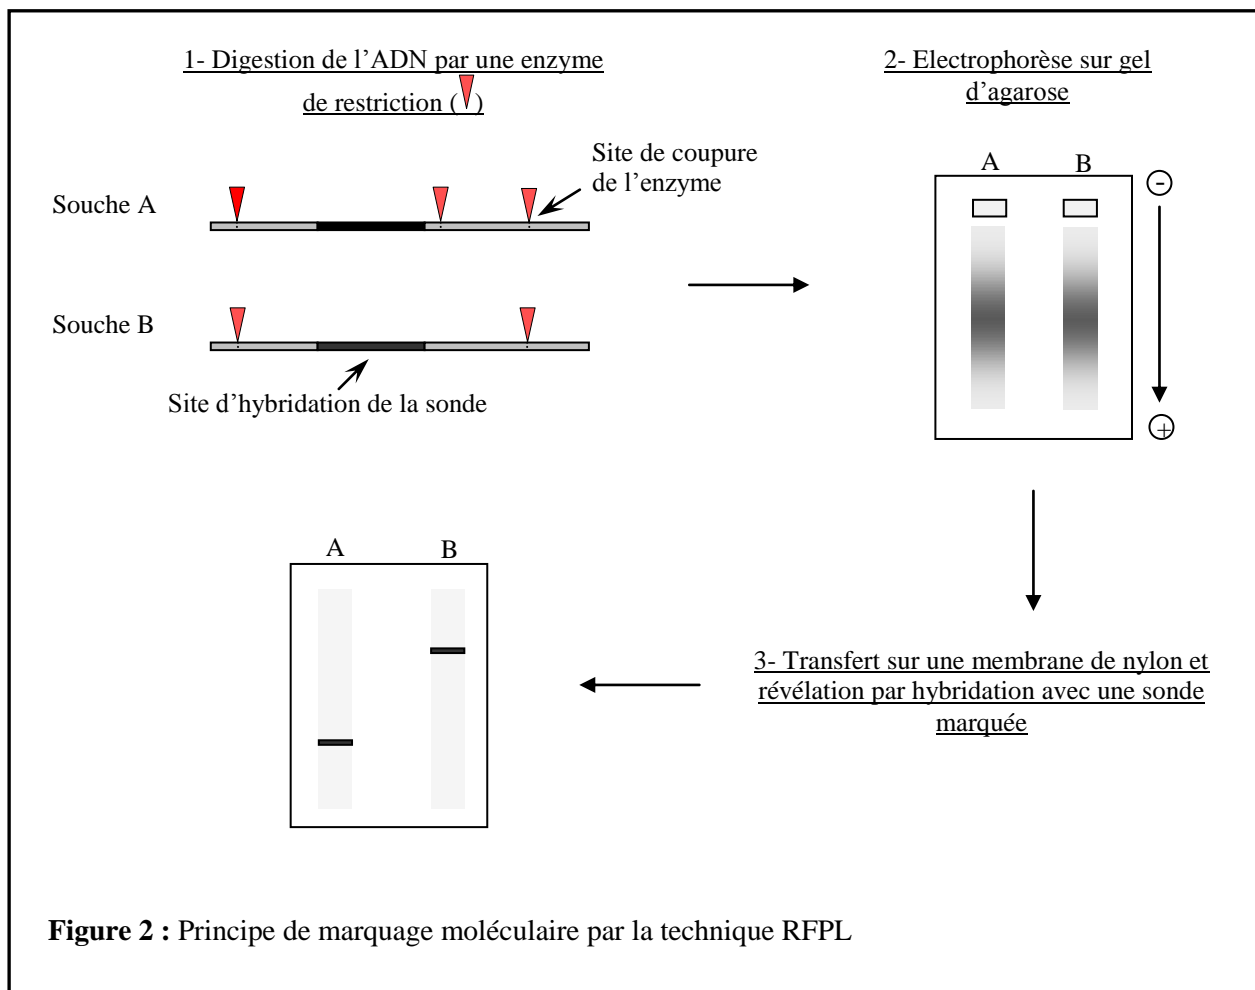 1- Digestion de l’ADN par une enzyme
de restriction ( )
Site de coupure
de l’enzyme
Souche A
Souche B
Site d’hybridation de la sonde
2- Electrophorèse sur gel
d’agarose
A B
-
+
3- Transfert sur une membrane de nylon et
révélation par hybridation avec une sonde
marquée
A B
Figure 2 : Principe de marquage moléculaire par la technique RFPL